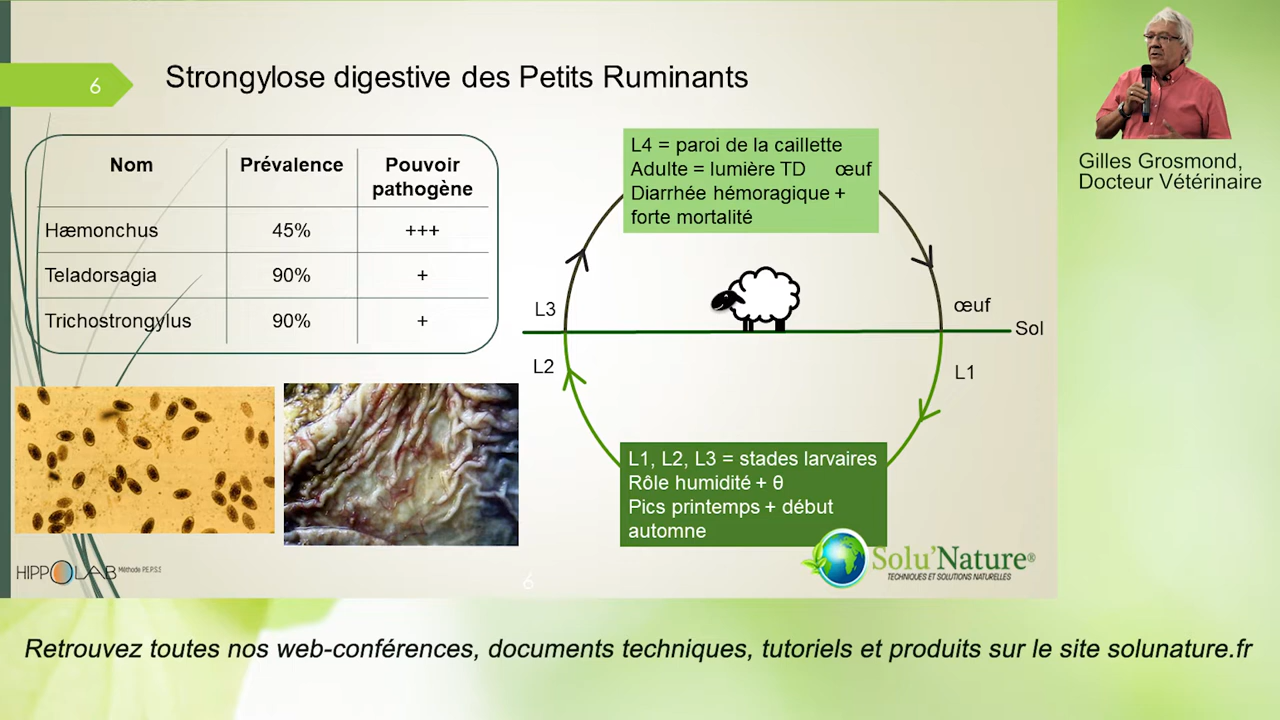 6
Strongylose digestive des Petits Ruminants
Nom Prévalence Pouvoir
pathogène
Hæmonchus 45% +++
Teladorsagia 90% +
Trichostrongylus 90% +
L4 = paroi de la caillette
Adulte = lumière TD œuf
Diarrhée hémoragique +
forte mortalité
L3
œuf
Sol
L2
L1
L1, L2, L3 = stades larvaires
Rôle humidité + θ
Pics printemps + début
automne
HIPPOLAB Méthode P.E.P.S.S
6
Solu'Nature®
TECHNIQUES ET SOLUTIONS NATURELLES
Gilles Grosmond,
Docteur Vétérinaire
Retrouvez toutes nos web-conférences, documents techniques, tutoriels et produits sur le site solunature.fr